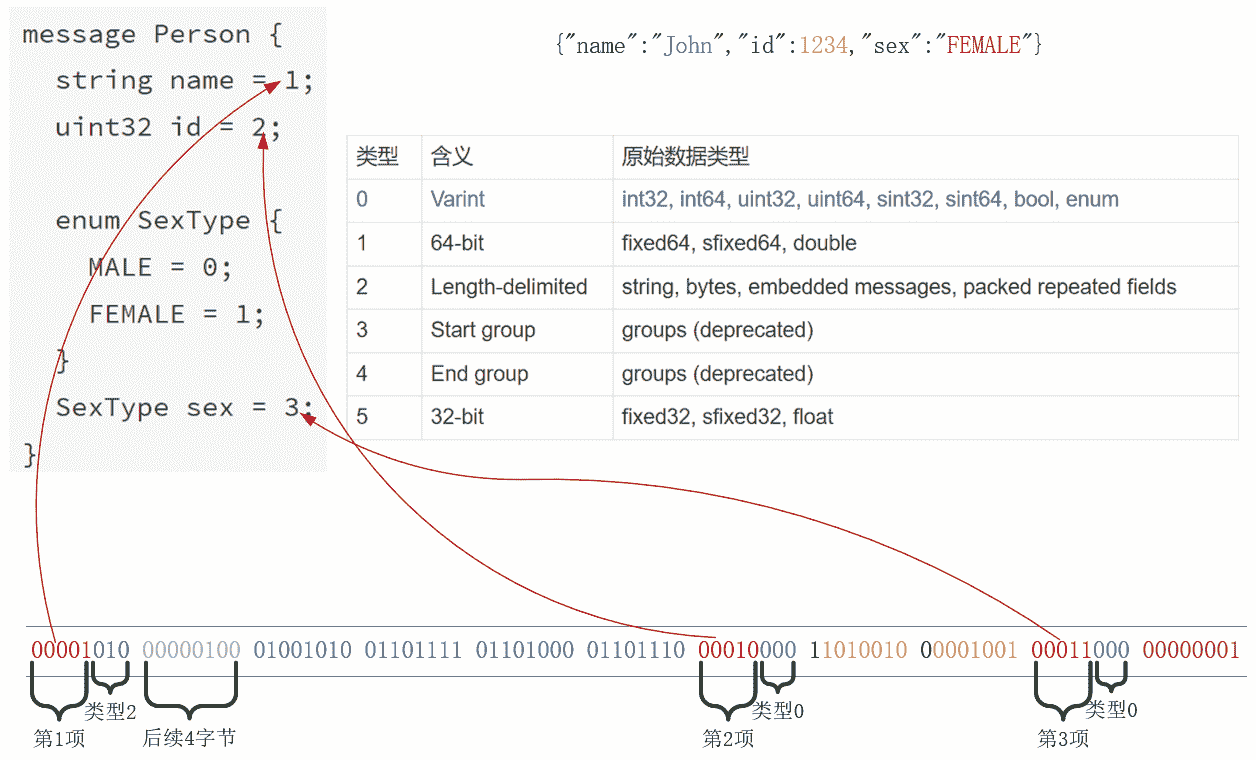 message Person {
string name = 1;
uint32 id = 2;
enum SexType {
MALE = 0;
FEMALE = 1;
}
SexType sex = 3;
}
{"name":"John","id":1234,"sex":"FEMALE"}
类型 含义 原始数据类型
0 Varint int32, int64, uint32, uint64, sint32, sint64, bool, enum
1 64-bit fixed64, sfixed64, double
2 Length-delimited string, bytes, embedded messages, packed repeated fields
3 Start group groups (deprecated)
4 End group groups (deprecated)
5 32-bit fixed32, sfixed32, float
00001010 00000100 01001010 01101111 01101000 01101110 00010000 11010010 00001001 00011000 00000001
类型2 类型0 类型0
第1项 后续4字节 第2项 第3项